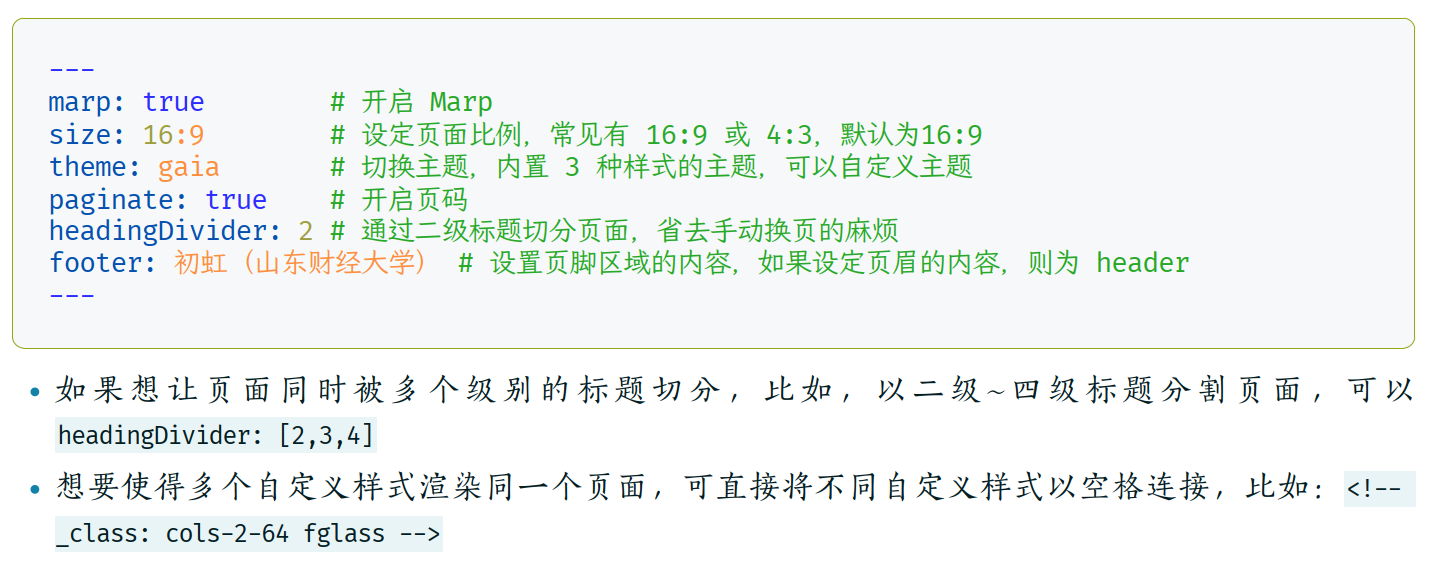 ---
marp: true        # 开启 Marp
size: 16:9        # 设定页面比例，常见有 16:9 或 4:3，默认为16:9
theme: gaia       # 切换主题，内置 3 种样式的主题，可以自定义主题
paginate: true    # 开启页码
headingDivider: 2 # 通过二级标题切分页面，省去手动换页的麻烦
footer: 初虹（山东财经大学） # 设置页脚区域的内容，如果设定页眉的内容，则为 header
---
• 如果想让页面同时被多个级别的标题切分，比如，以二级~四级标题分割页面，可以
headingDivider: [2,3,4]
• 想要使得多个自定义样式渲染同一个页面，可直接将不同自定义样式以空格连接，比如：<!--
_class: cols-2-64 fglass -->